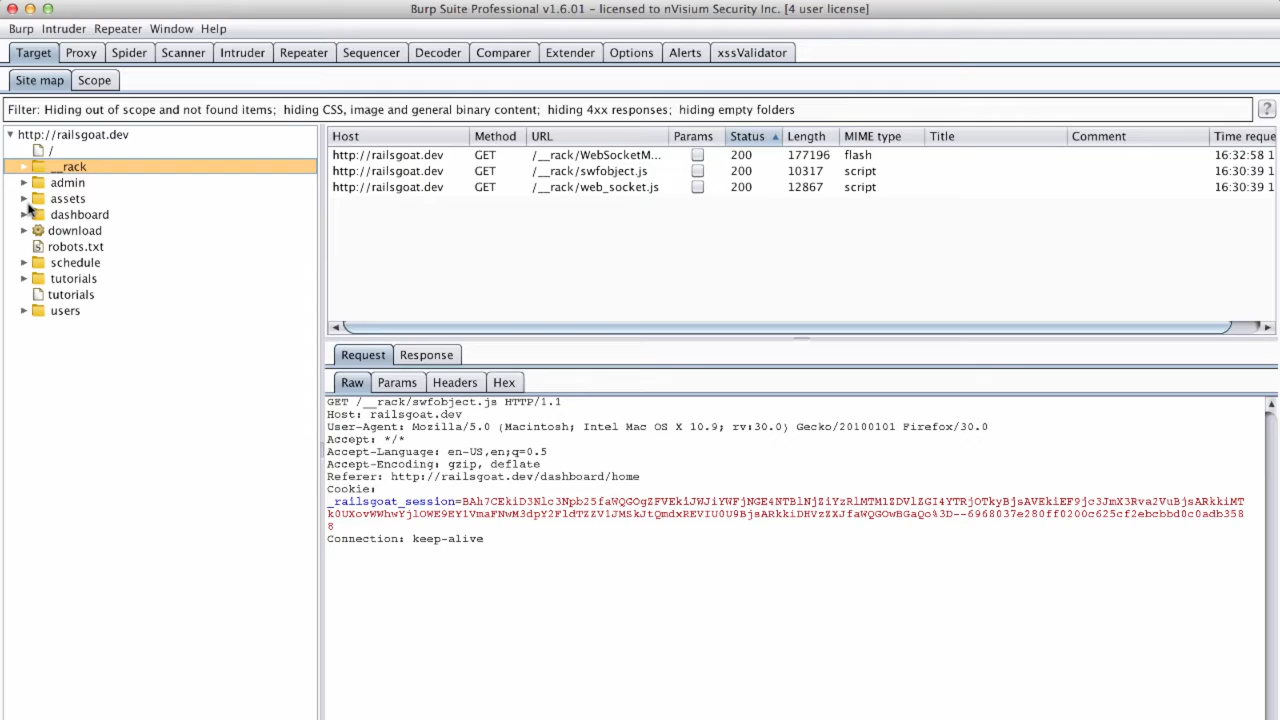 Burp Suite Professional v1.6.01 – licensed to nVisium Security Inc. [4 user license]
Burp Intruder Repeater Window Help
Target Proxy Spider Scanner Intruder Repeater Sequencer Decoder Comparer Extender Options Alerts xssValidator
Site map Scope
Filter: Hiding out of scope and not found items; hiding CSS, image and general binary content; hiding 4xx responses; hiding empty folders ?
http://railsgoat.dev
/
__rack
admin
assets
dashboard
download
robots.txt
schedule
tutorials
tutorials
users
Host Method URL Params Status Length MIME type Title Comment Time reque
http://railsgoat.dev GET /__rack/WebSocketM... 200 177196 flash 16:32:58 1
http://railsgoat.dev GET /__rack/swfobject.js 200 10317 script 16:30:39 1
http://railsgoat.dev GET /__rack/web_socket.js 200 12867 script 16:30:39 1
Request Response
Raw Params Headers Hex
GET /__rack/swfobject.js HTTP/1.1
Host: railsgoat.dev
User-Agent: Mozilla/5.0 (Macintosh; Intel Mac OS X 10.9; rv:30.0) Gecko/20100101 Firefox/30.0
Accept: */*
Accept-Language: en-US,en;q=0.5
Accept-Encoding: gzip, deflate
Referer: http://railsgoat.dev/dashboard/home
Cookie:
_railsgoat_session=
Connection: keep-alive